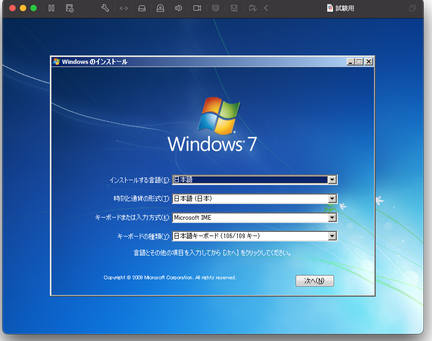 試験用
Windows のインストール
Windows 7
インストールする言語(E): 日本語
時刻と通貨の形式(T): 日本語 (日本)
キーボードまたは入力方式(K): Microsoft IME
キーボードの種類(Y): 日本語キーボード (106/109 キー)
言語とその他の項目を入力してから [次へ] をクリックしてください。
Copyright © 2009 Microsoft Corporation. All rights reserved.
次へ(N)